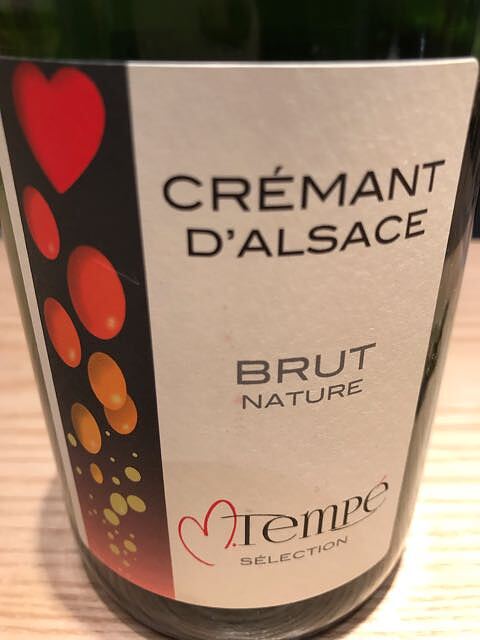 CRÉMANT
D'ALSACE
BRUT
NATURE
M.Tempé
SÉLECTION